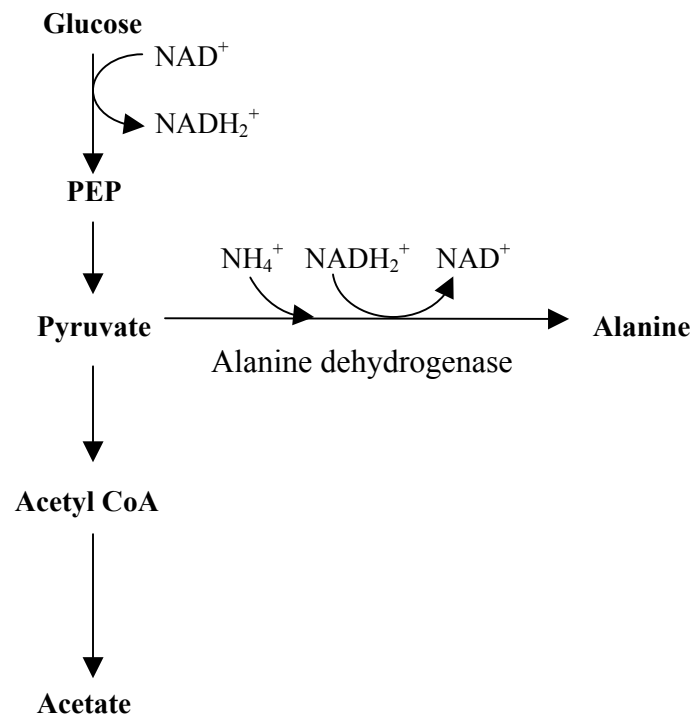 Glucose
NAD⁺
NADH₂⁺
PEP
NH₄⁺ NADH₂⁺ NAD⁺
Pyruvate Alanine
Alanine dehydrogenase
Acetyl CoA
Acetate